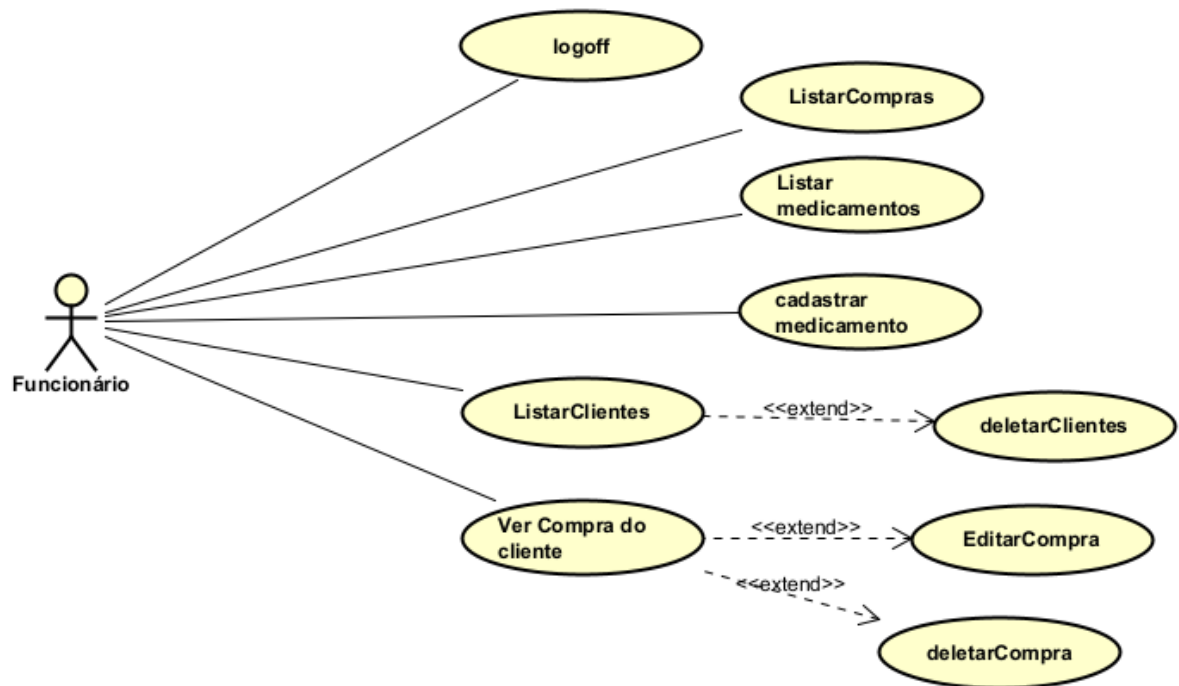 logoff
ListarCompras
Listar
medicamentos
cadastrar
medicamento
Funcionário
ListarClientes
<<extend>>
deletarClientes
Ver Compra do
cliente
<<extend>>
EditarCompra
<<extend>>
deletarCompra